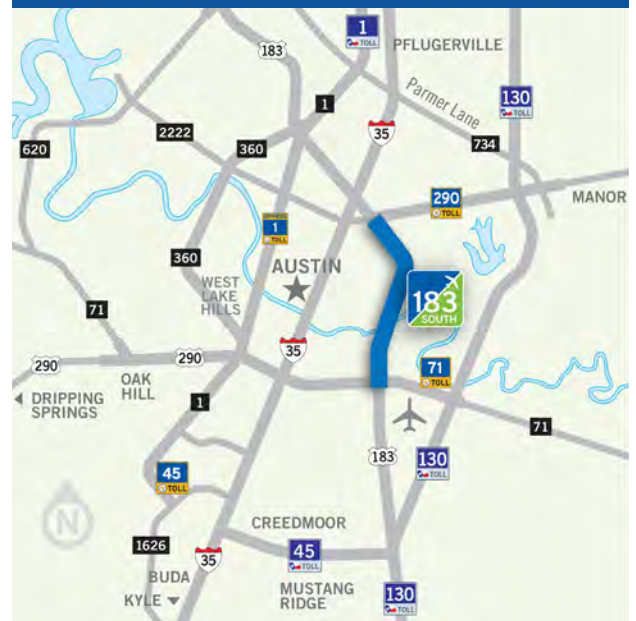 1
TOLL
183
PFLUGERVILLE
Parmer Lane
130
TOLL
1
35
2222
620
360
734
290
TOLL
MANOR
EXPRESS
1
TOLL
360
WEST
LAKE
HILLS
AUSTIN
183
SOUTH
71
290
290
35
71
TOLL
OAK
HILL
DRIPPING
SPRINGS
1
71
183
45
TOLL
130
TOLL
N
CREEDMOOR
1626
35
45
TOLL
BUDA
MUSTANG
RIDGE
KYLE
130
TOLL